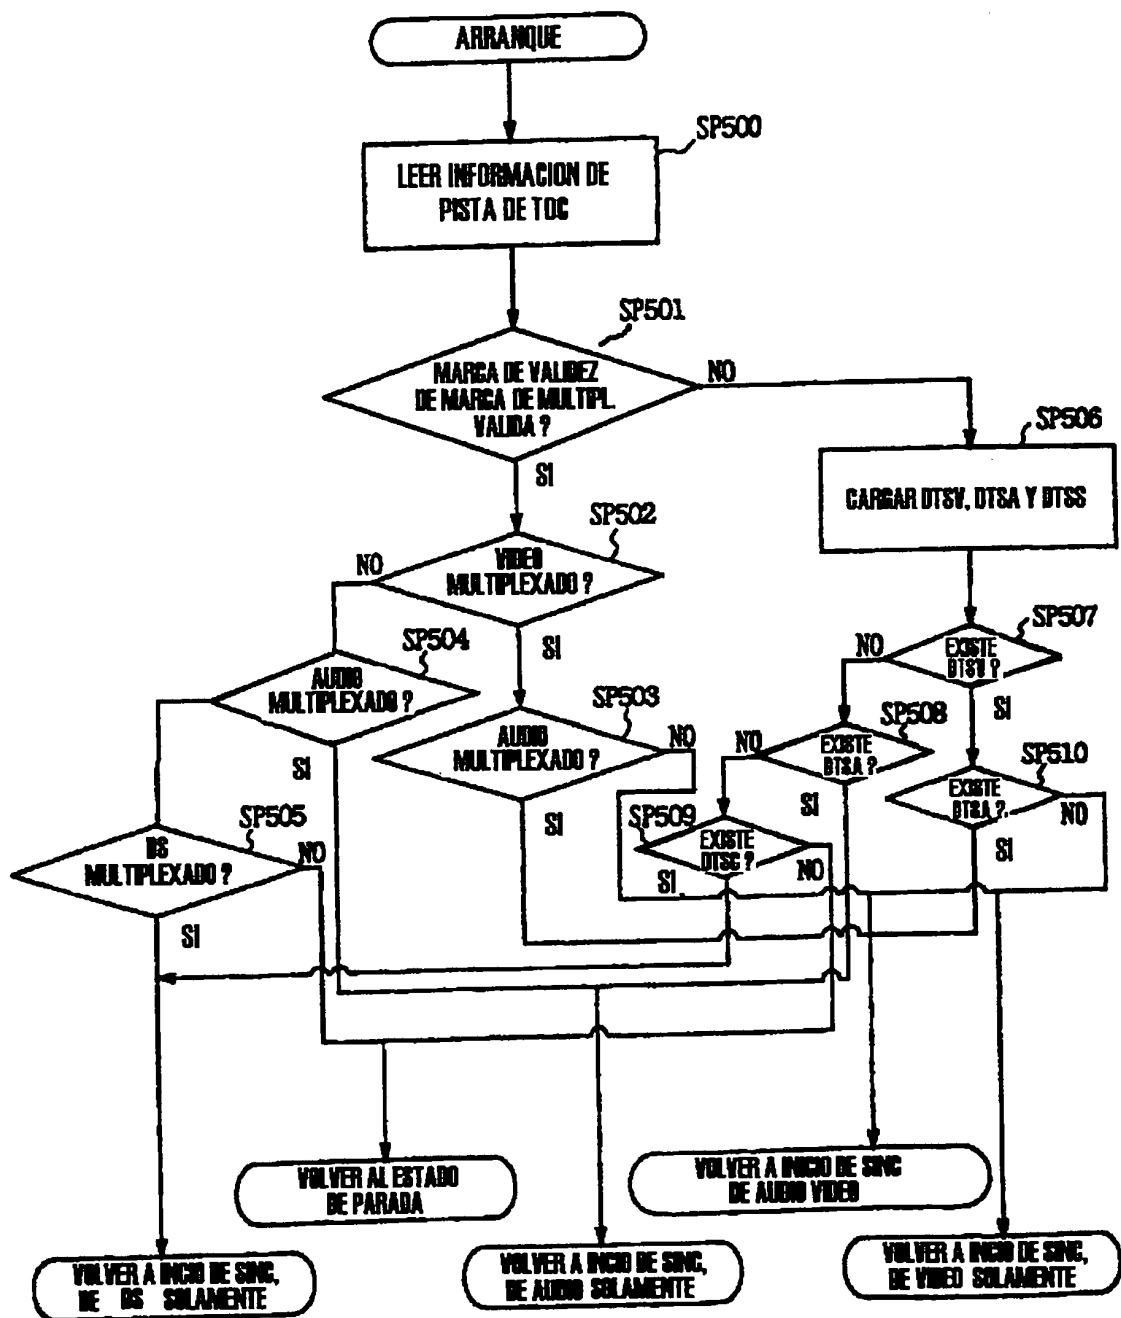 ARRANQUE
SP500
LEER INFORMACION DE
PISTA DE TOC
SP501
MARCA DE VALIDEZ
DE MARCA DE MULTIPL.
VALIDA ?
NO
SI
SP506
CARGAR DTSV, DTSA Y DTSS
SP502
VIDEO
MULTIPLEXADO ?
NO
SI
SP507
EXISTE
DTSV ?
NO
SI
SP504
AUDIO
MULTIPLEXADO ?
SI
SP503
AUDIO
MULTIPLEXADO ?
NO
SI
SP508
EXISTE
DTSA ?
NO
SI
SP510
EXISTE
DTSA ?
NO
SI
SP505
DS
MULTIPLEXADO ?
NO
SI
SP509
EXISTE
DTSC ?
SI
NO
VOLVER AL ESTADO
DE PARADA
VOLVER A INICIO DE SINC
DE AUDIO VIDEO
VOLVER A INCIO DE SINC,
DE DS SOLAMENTE
VOLVER A INCIO DE SINC,
DE AUDIO SOLAMENTE
VOLVER A INICIO DE SINC,
DE VIDEO SOLAMENTE